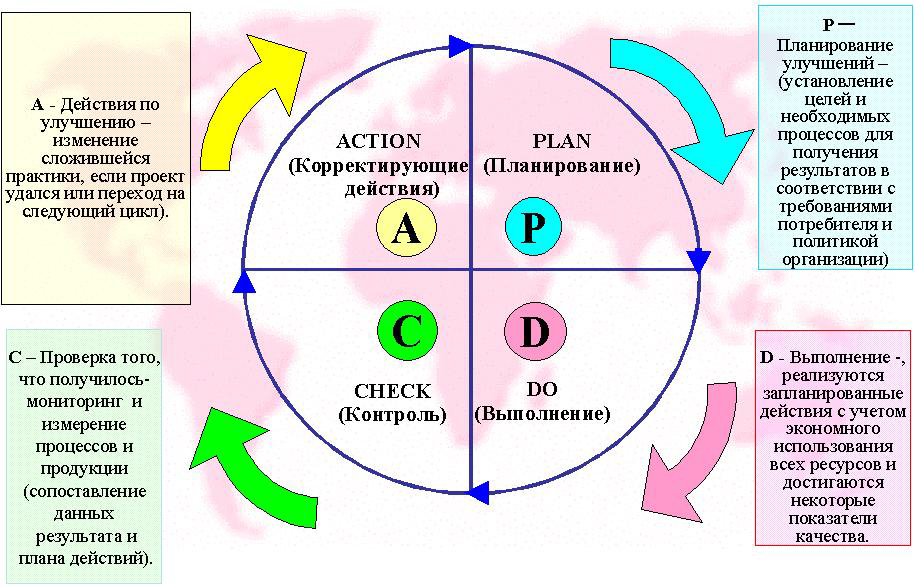 А - Действия по
улучшению –
изменение
сложившейся
практики, если проект
удался или переход на
следующий цикл).
ACTION
(Корректирующие
действия)
A
PLAN
(Планирование)
P
P —
Планирование
улучшений –
(установление
целей и
необходимых
процессов для
получения
результатов в
соответствии с
требованиями
потребителя и
политикой
организации)
С – Проверка того,
что получилось-
мониторинг и
измерение
процессов и
продукции
(сопоставление
данных
результата и
плана действий).
C
CHECK
(Контроль)
D
DO
(Выполнение)
D - Выполнение -,
реализуются
запланированные
действия с учетом
экономного
использования
всех ресурсов и
достигаются
некоторые
показатели
качества.